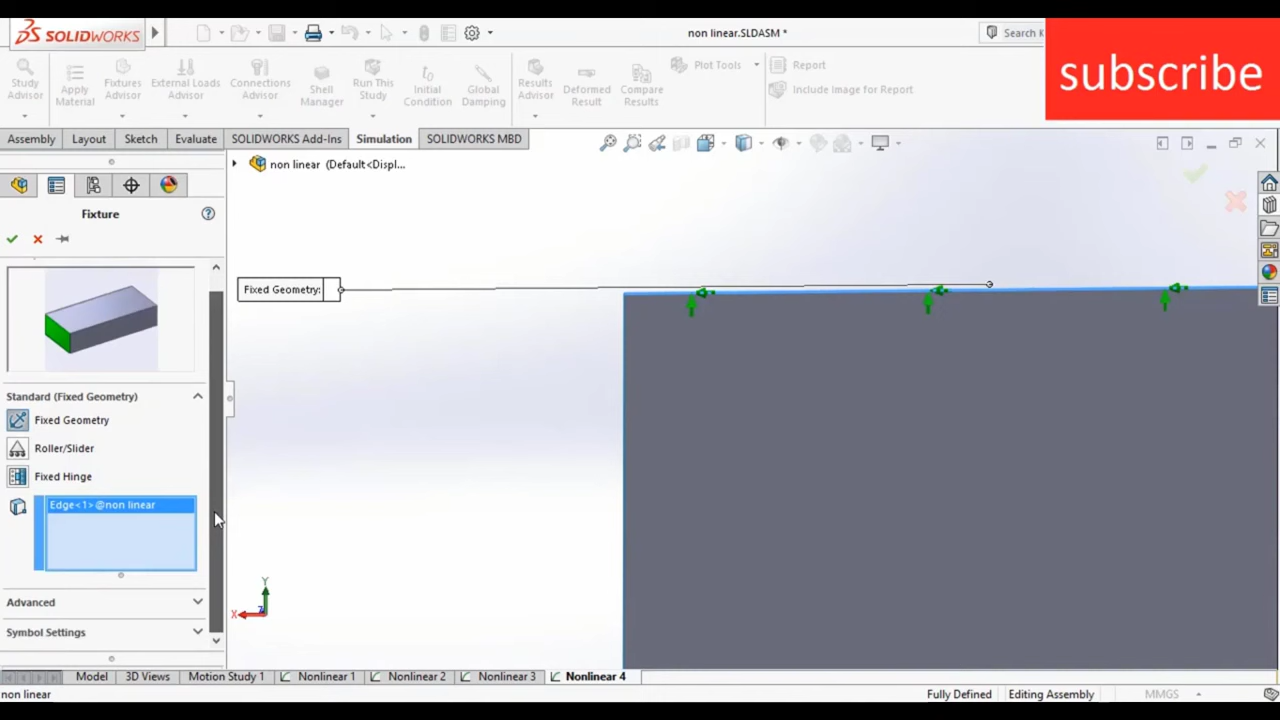 SOLIDWORKS
non linear.SLDASM *
Search K
subscribe
Study Advisor
Apply Material
Fixtures Advisor
External Loads Advisor
Connections Advisor
Shell Manager
Run This Study
Initial Condition
Global Damping
Results Advisor
Deformed Result
Compare Results
Plot Tools
Report
Include Image for Report
Assembly
Layout
Sketch
Evaluate
SOLIDWORKS Add-Ins
Simulation
SOLIDWORKS MBD
non linear (Default<Displ...
Fixture
Fixed Geometry:
Standard (Fixed Geometry)
Fixed Geometry
Roller/Slider
Fixed Hinge
Edge<1>@non linear
Advanced
Symbol Settings
Y
X
Z
Model
3D Views
Motion Study 1
Nonlinear 1
Nonlinear 2
Nonlinear 3
Nonlinear 4
non linear
Fully Defined
Editing Assembly
MMGS